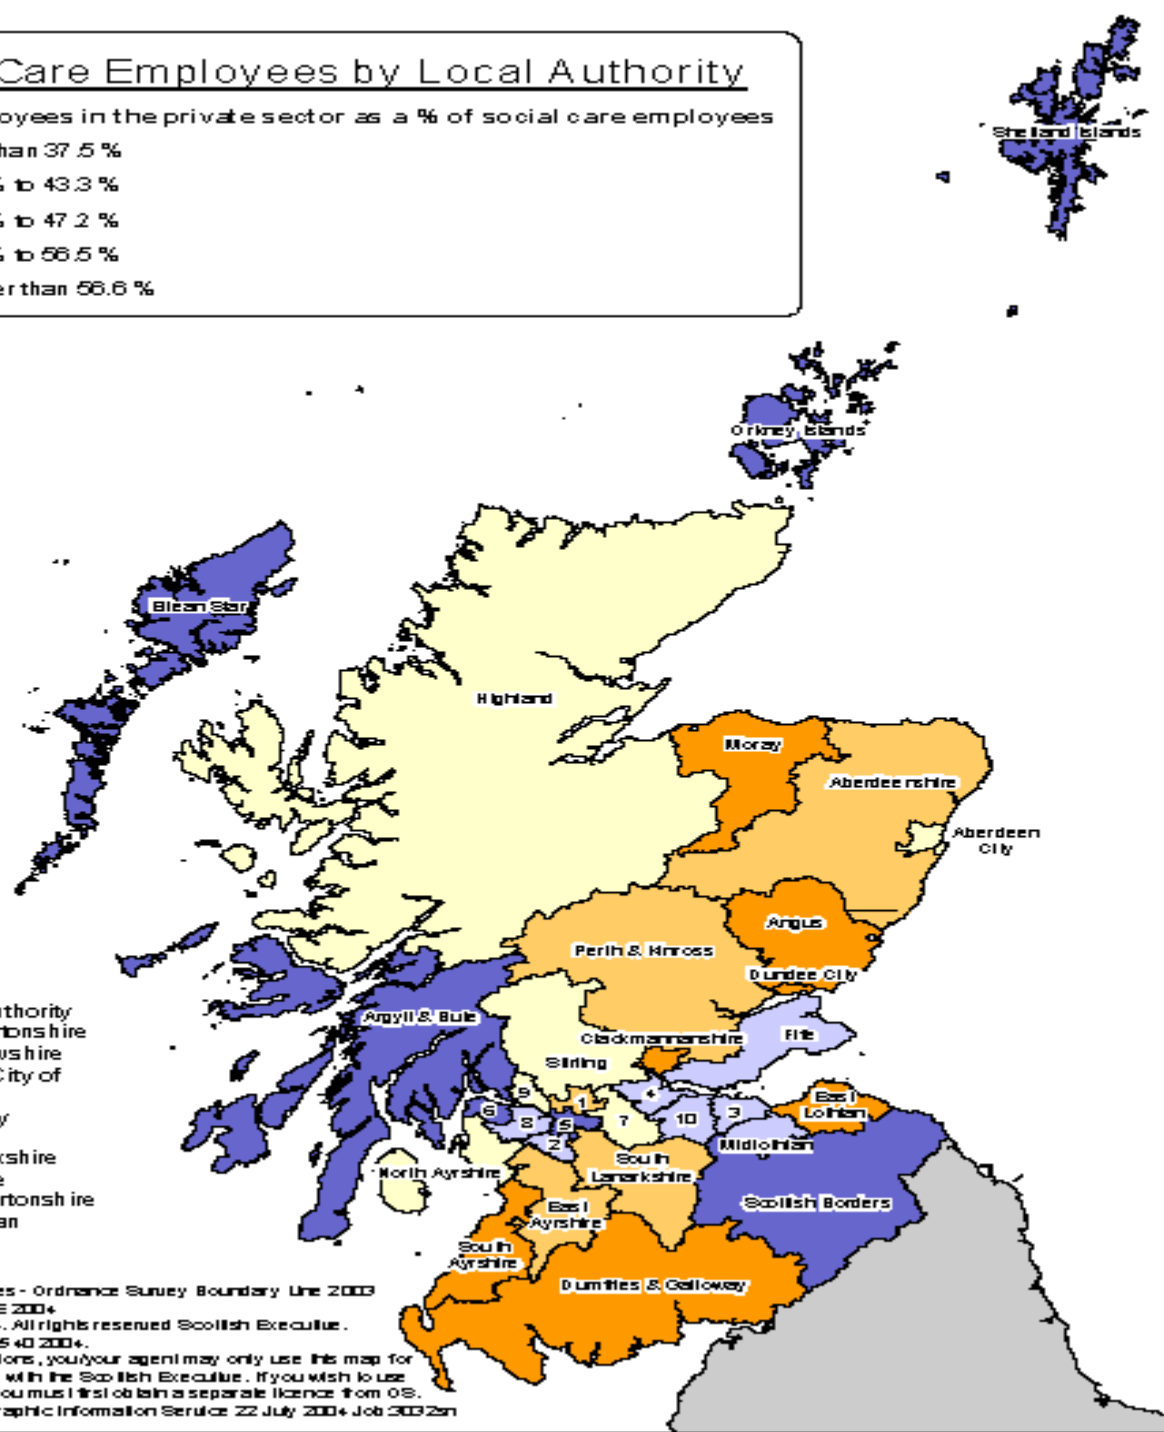 Care Employees by Local Authority
oyees in the private sector as a % of social care employees
han 37.5 %
% to 43.3 %
% to 47.2 %
% to 56.5 %
er than 56.6 %
Shetland Islands
Orkney Islands
Eilean Siar
Highland
Moray
Aberdeenshire
Aberdeen
City
Angus
Perth & Kinross
Dundee City
uthority
rtonshire
wshire
City of
y
kshire
e
rtonshire
an
Argyll & Bute
Clackmannanshire
Fife
Stirling
9
1
4
6
8
5
7
10
3
2
East
Lothian
Midlothian
North Ayrshire
South
Lanarkshire
Scottish Borders
East
Ayrshire
South
Ayrshire
Dumfries & Galloway
es - Ordnance Survey Boundary Line 2003
E 2004
. All rights reserved Scottish Executive.
540 2004.
ions, you/your agent may only use this map for
with the Scottish Executive. If you wish to use
ou must first obtain a separate licence from OS.
raphic Information Service 22 July 2004 Job 3032sn